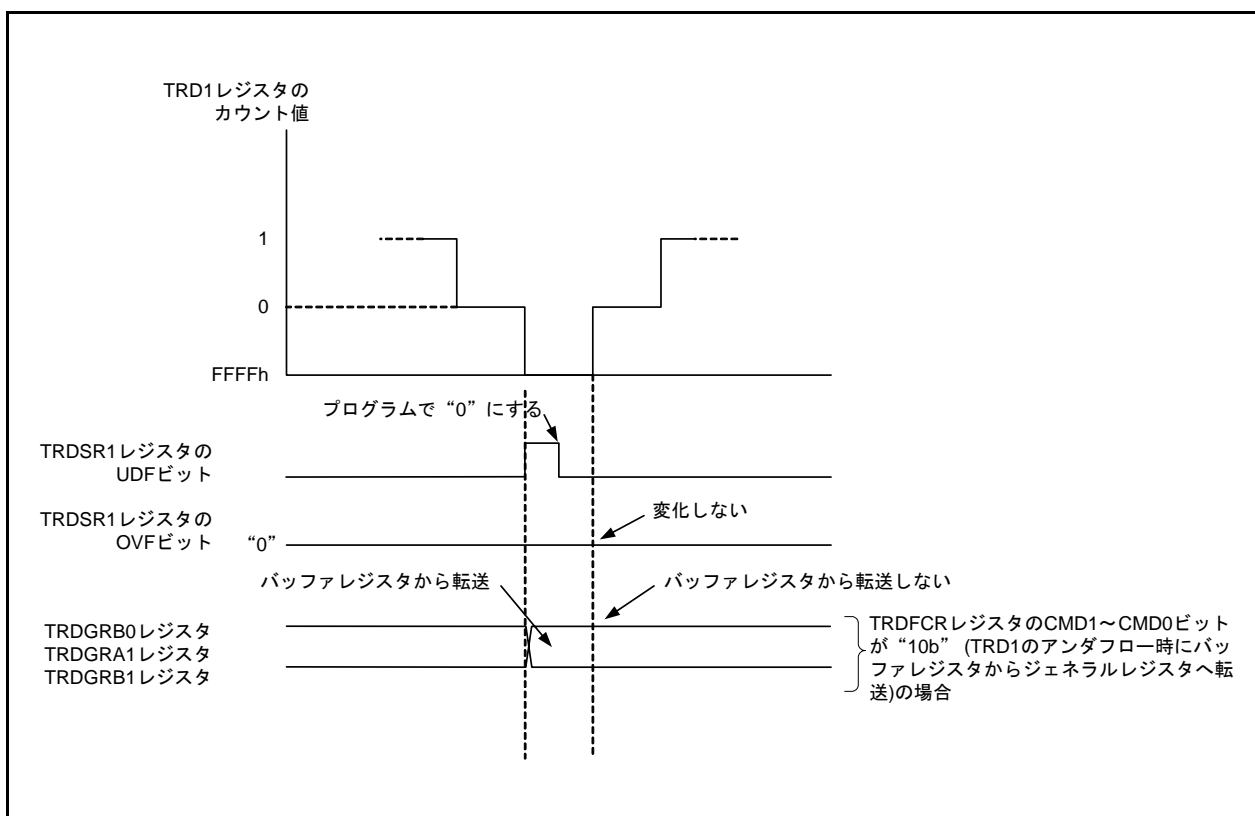 TRD1レジスタの
カウント値
1
0
FFFFh
プログラムで“0”にする
TRDSR1レジスタの
UDFビット
TRDSR1レジスタの
OVFビット “0”
変化しない
バッファレジスタから転送
バッファレジスタから転送しない
TRDGRB0レジスタ
TRDGRA1レジスタ
TRDGRB1レジスタ
TRDFCRレジスタのCMD1～CMD0ビット
が“10b” (TRD1のアンダフロー時にバッ
ファレジスタからジェネラルレジスタへ転
送)の場合